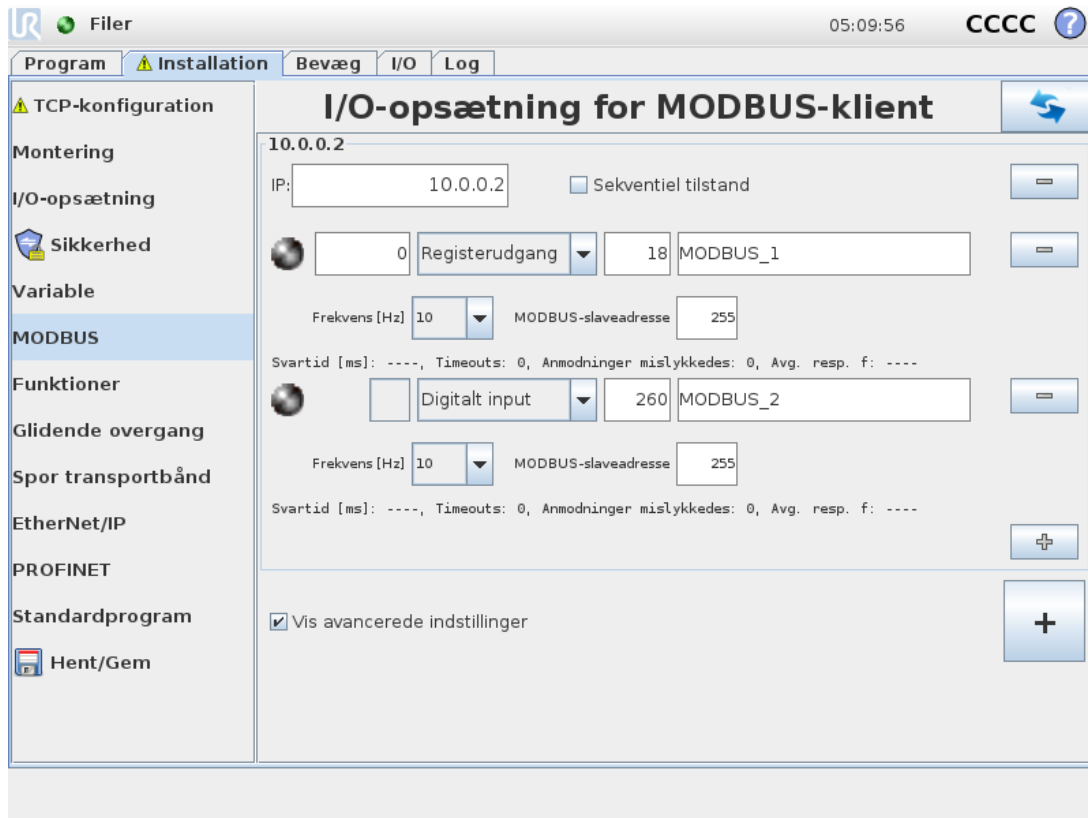 UR Filer 05:09:56 CCCC ?
Program Installation Bevæg I/O Log
TCP-konfiguration
Montering
I/O-opsætning
Sikkerhed
Variable
MODBUS
Funktioner
Glidende overgang
Spor transportbånd
EtherNet/IP
PROFINET
Standardprogram
Hent/Gem
I/O-opsætning for MODBUS-klient
10.0.0.2
IP: 10.0.0.2 Sekventiel tilstand
0 Registerudgang 18 MODBUS_1
Frekvens [Hz] 10 MODBUS-slaveadresse 255
Svartid [ms]: ----, Timeouts: 0, Anmodninger mislykkedes: 0, Avg. resp. f: ----
Digitalt input 260 MODBUS_2
Frekvens [Hz] 10 MODBUS-slaveadresse 255
Svartid [ms]: ----, Timeouts: 0, Anmodninger mislykkedes: 0, Avg. resp. f: ----
Vis avancerede indstillinger